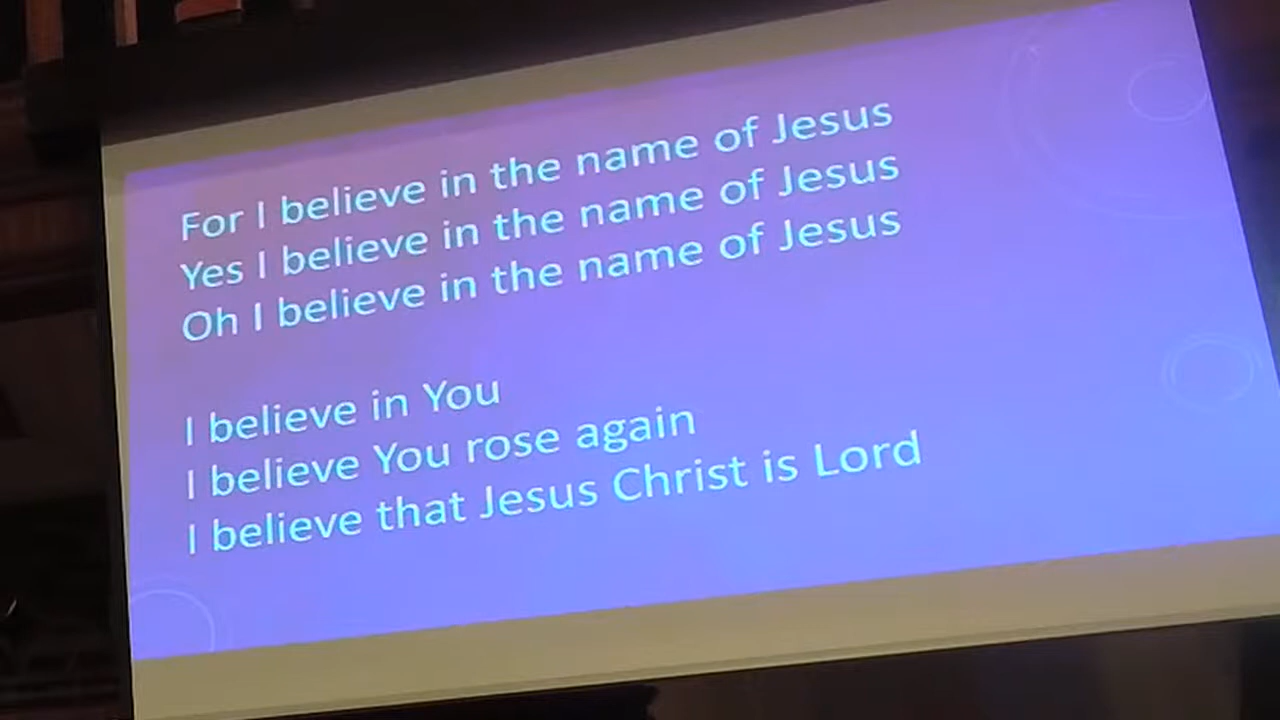 For I believe in the name of Jesus
Yes I believe in the name of Jesus
Oh I believe in the name of Jesus
I believe in You
I believe You rose again
I believe that Jesus Christ is Lord